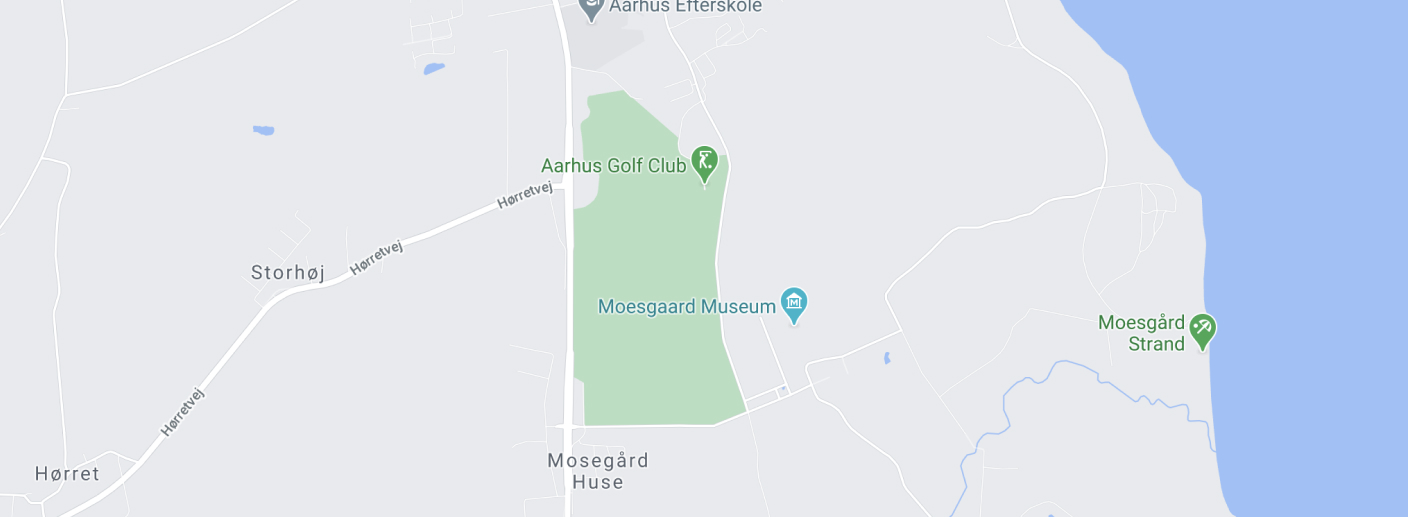 Aarhus Efterskole
Aarhus Golf Club
Hørretvej
Hørretvej
Storhøj
Moesgaard Museum
Moesgård
Strand
Hørretvej
Mosegård
Huse
Hørret